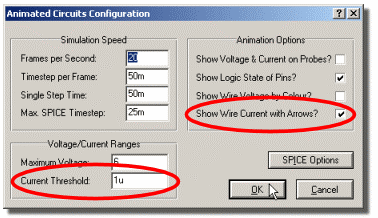 Animated Circuits Configuration
Simulation Speed
Frames per Second: 20
Timestep per Frame: 50m
Single Step Time: 50m
Max. SPICE Timestep: 25m
Voltage/Current Ranges
Maximum Voltage: 6
Current Threshold: 1u
Animation Options
Show Voltage & Current on Probes?
Show Logic State of Pins?
Show Wire Voltage by Colour?
Show Wire Current with Arrows?
SPICE Options
OK
Cancel